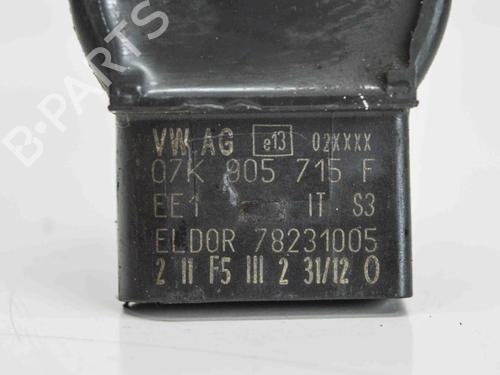 B-PARTS
VW AG e13 02XXXX
07K 905 715 F
EE1 IT S3
ELDOR 78231005
2 II F5 III 2 31/12 0